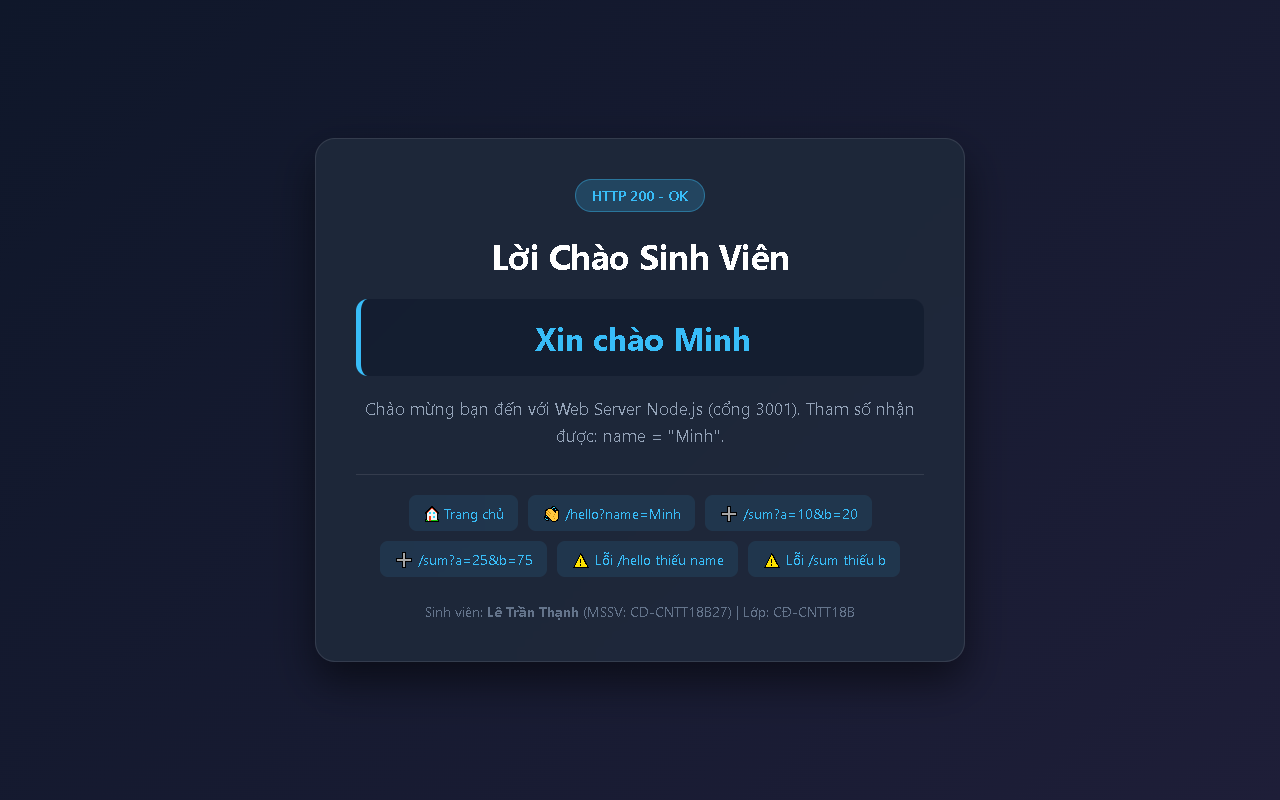 HTTP 200 - OK
Lời Chào Sinh Viên
Xin chào Minh
Chào mừng bạn đến với Web Server Node.js (cổng 3001). Tham số nhận
được: name = "Minh".
🏠 Trang chủ 👏 /hello?name=Minh ➕ /sum?a=10&b=20
➕ /sum?a=25&b=75 ⚠️ Lỗi /hello thiếu name ⚠️ Lỗi /sum thiếu b
Sinh viên: Lê Trần Thạnh (MSSV: CD-CNTT18B27) | Lớp: CĐ-CNTT18B